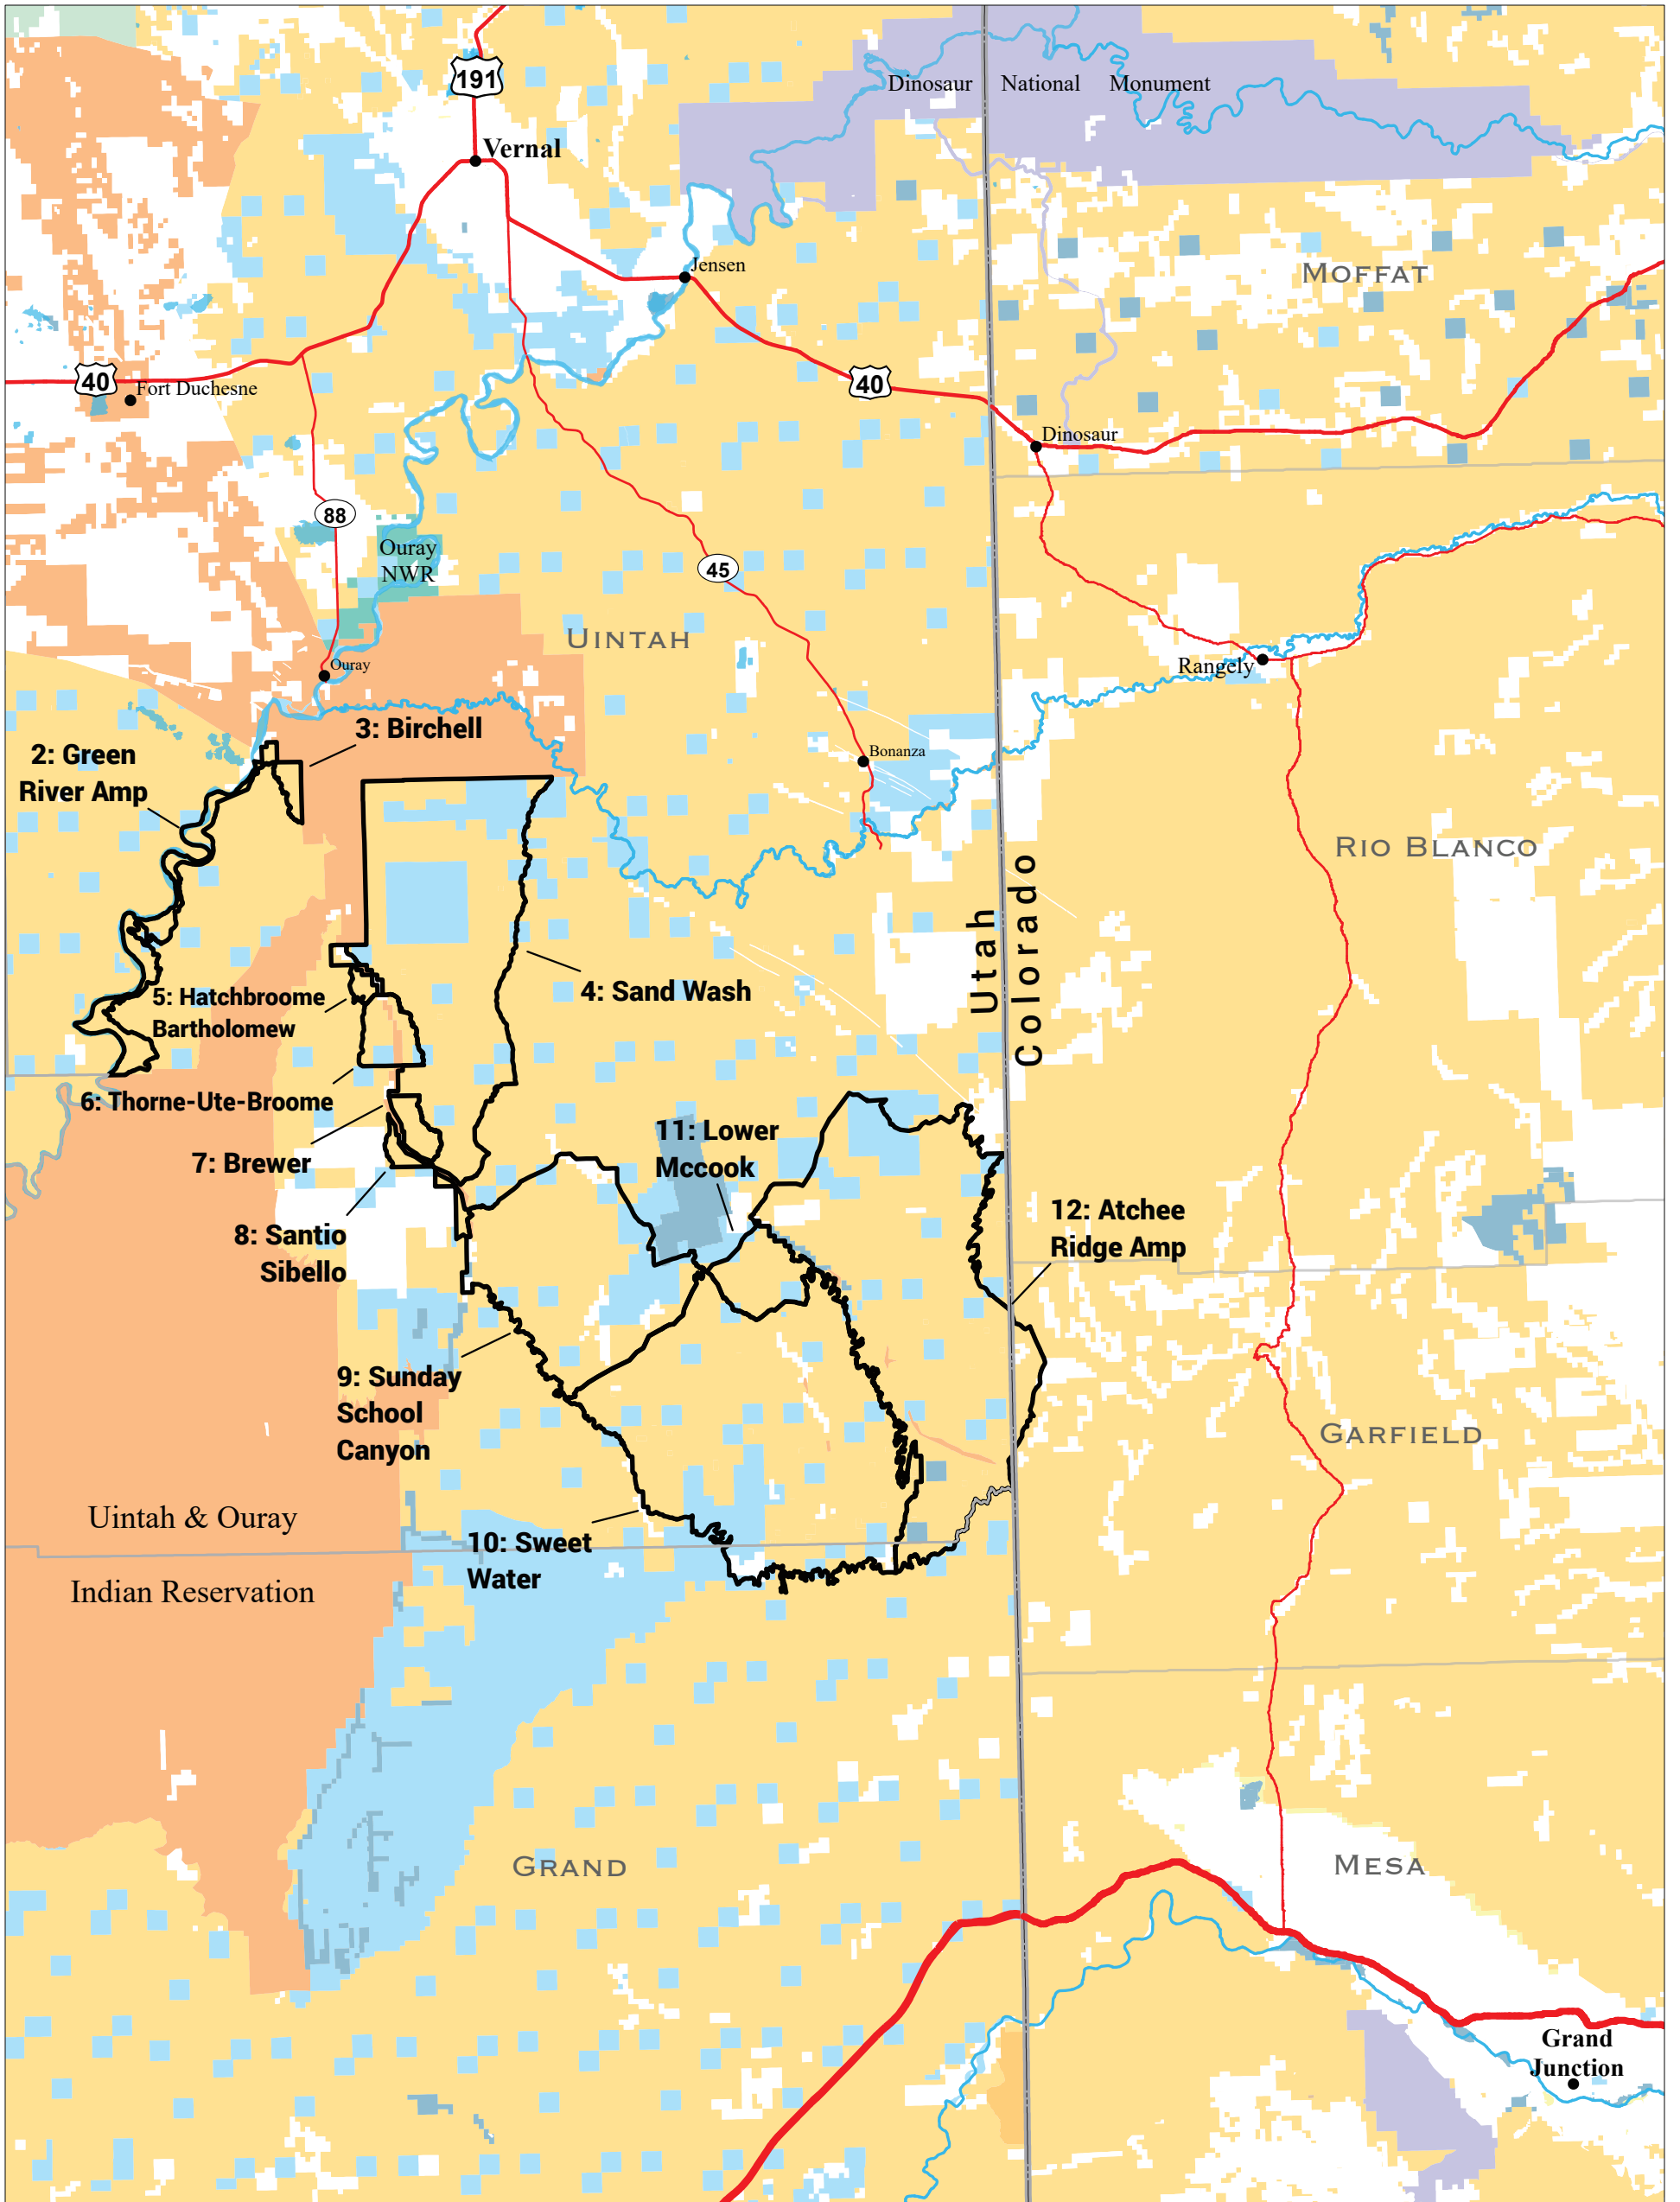 191
Dinosaur National Monument
Vernal
Jensen
MOFFAT
40
Fort Duchesne
40
Dinosaur
88
Ouray
NWR
45
UINTAH
Ouray
Rangely
3: Birchell
2: Green
River Amp
Bonanza
RIO BLANCO
Utah
Colorado
4: Sand Wash
5: Hatchbroome
Bartholomew
6: Thorne-Ute-Broome
11: Lower
Mccook
7: Brewer
12: Atchee
Ridge Amp
8: Santio
Sibello
9: Sunday
School
Canyon
GARFIELD
Uintah & Ouray
Indian Reservation
10: Sweet
Water
GRAND
MESA
Grand
Junction